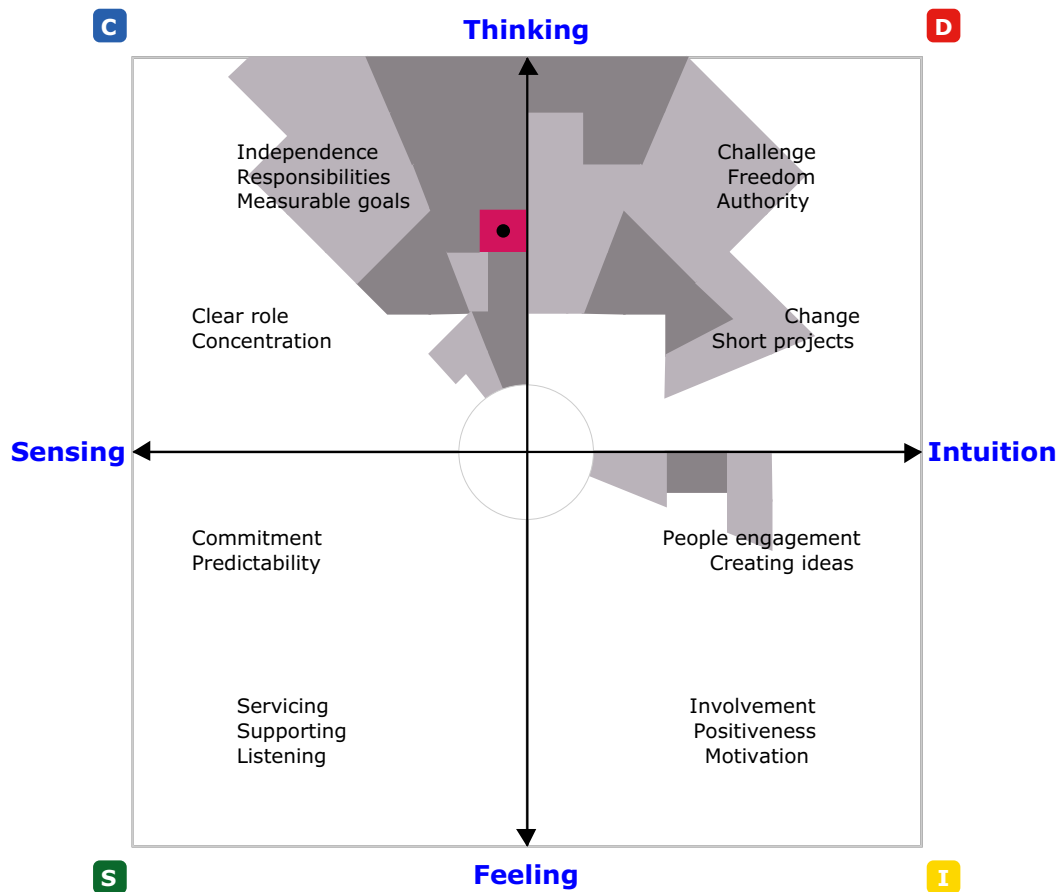 C
Thinking
D
Independence
Responsibilities
Measurable goals
Challenge
Freedom
Authority
Clear role
Concentration
Change
Short projects
Sensing
Intuition
Commitment
Predictability
People engagement
Creating ideas
Servicing
Supporting
Listening
Involvement
Positiveness
Motivation
S
Feeling
I